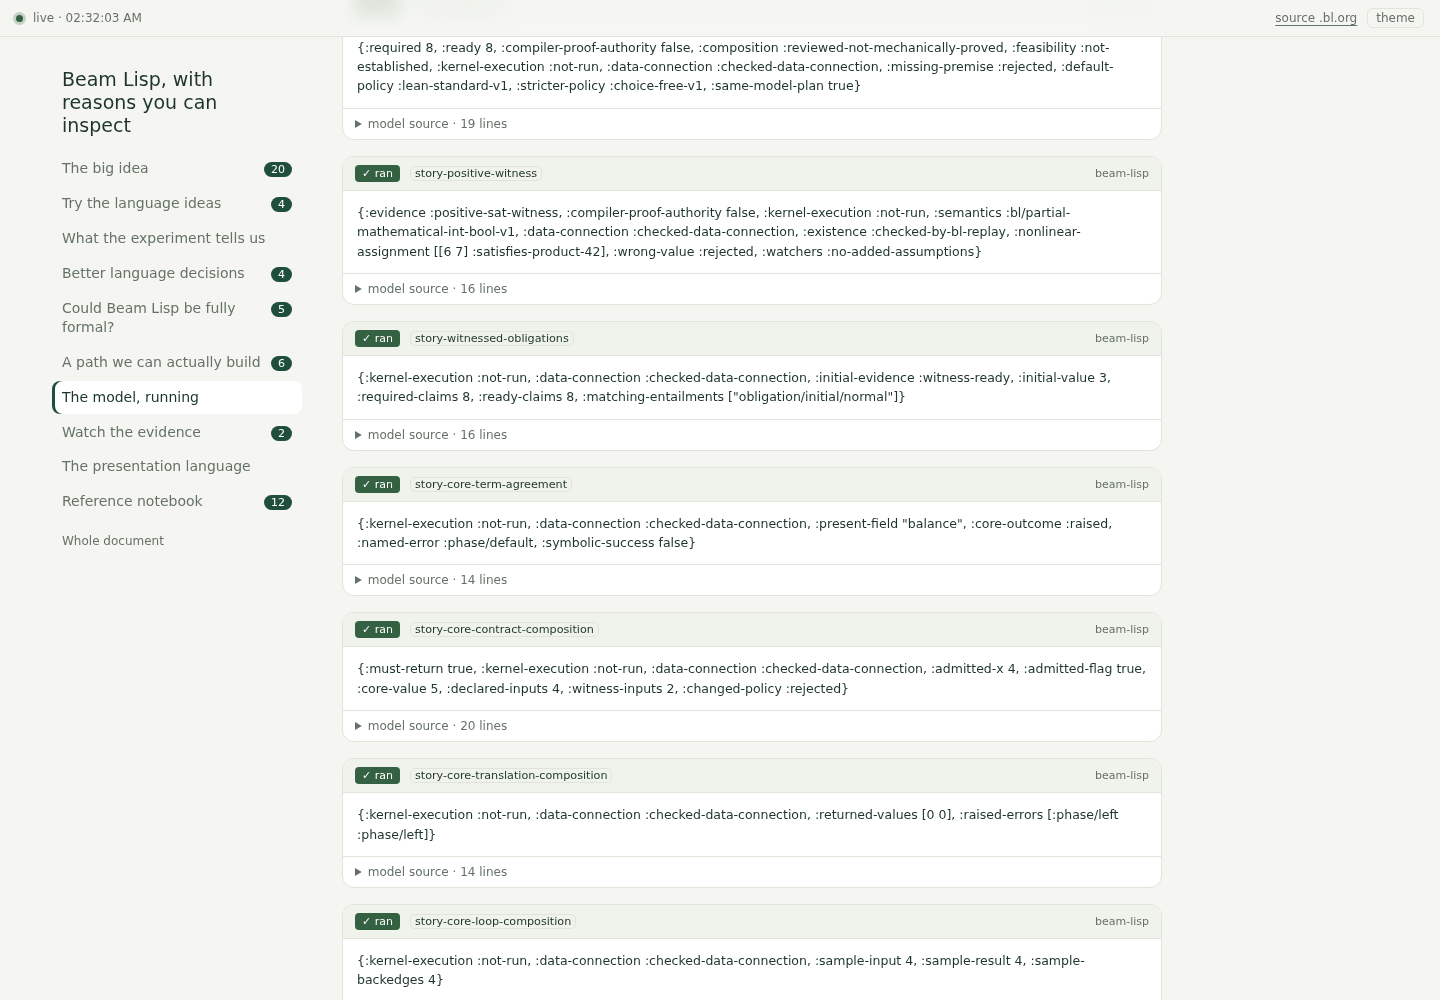 live · 02:32:03 AM
source .bl.org
theme
Beam Lisp, with
reasons you can
inspect
The big idea 20
Try the language ideas 4
What the experiment tells us
Better language decisions 4
Could Beam Lisp be fully
formal? 5
A path we can actually build 6
The model, running
Watch the evidence 2
The presentation language
Reference notebook 12
Whole document
{:required 8, :ready 8, :compiler-proof-authority false, :composition :reviewed-not-mechanically-proved, :feasibility :not-
established, :kernel-execution :not-run, :data-connection :checked-data-connection, :missing-premise :rejected, :default-
policy :lean-standard-v1, :stricter-policy :choice-free-v1, :same-model-plan true}
▶ model source · 19 lines
✓ ran story-positive-witness beam-lisp
{:evidence :positive-sat-witness, :compiler-proof-authority false, :kernel-execution :not-run, :semantics :bl/partial-
mathematical-int-bool-v1, :data-connection :checked-data-connection, :existence :checked-by-bl-replay, :nonlinear-
assignment [[6 7] :satisfies-product-42], :wrong-value :rejected, :watchers :no-added-assumptions}
▶ model source · 16 lines
✓ ran story-witnessed-obligations beam-lisp
{:kernel-execution :not-run, :data-connection :checked-data-connection, :initial-evidence :witness-ready, :initial-value 3,
:required-claims 8, :ready-claims 8, :matching-entailments ["obligation/initial/normal"]}
▶ model source · 16 lines
✓ ran story-core-term-agreement beam-lisp
{:kernel-execution :not-run, :data-connection :checked-data-connection, :present-field "balance", :core-outcome :raised,
:named-error :phase/default, :symbolic-success false}
▶ model source · 14 lines
✓ ran story-core-contract-composition beam-lisp
{:must-return true, :kernel-execution :not-run, :data-connection :checked-data-connection, :admitted-x 4, :admitted-flag true,
:core-value 5, :declared-inputs 4, :witness-inputs 2, :changed-policy :rejected}
▶ model source · 20 lines
✓ ran story-core-translation-composition beam-lisp
{:kernel-execution :not-run, :data-connection :checked-data-connection, :returned-values [0 0], :raised-errors [:phase/left
:phase/left]}
▶ model source · 14 lines
✓ ran story-core-loop-composition beam-lisp
{:kernel-execution :not-run, :data-connection :checked-data-connection, :sample-input 4, :sample-result 4, :sample-
backedges 4}